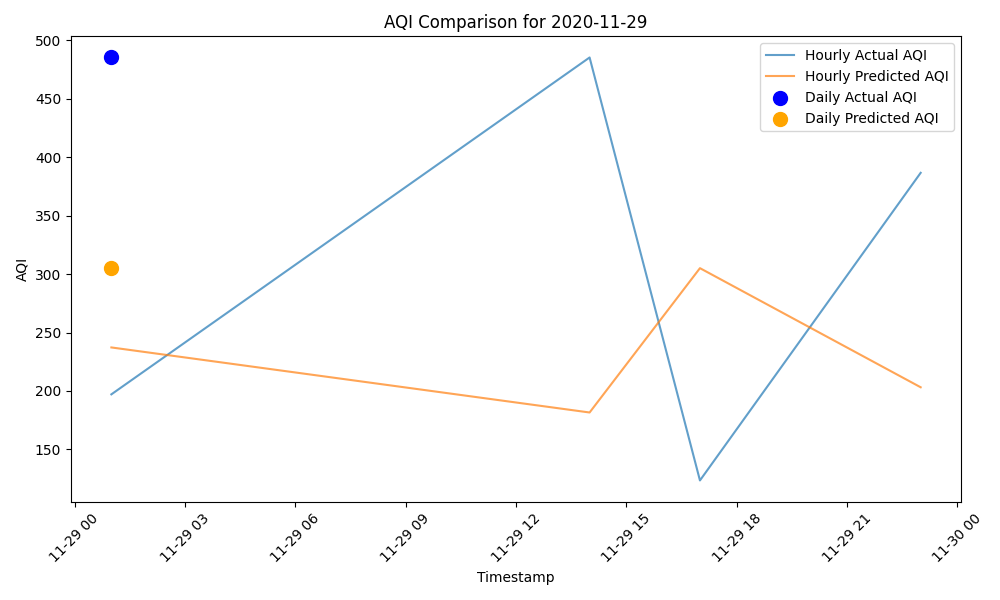 AQI Comparison for 2020-11-29
Hourly Actual AQI
Hourly Predicted AQI
Daily Actual AQI
Daily Predicted AQI
AQI
500
450
400
350
300
250
200
150
11-29 00
11-29 03
11-29 06
11-29 09
11-29 12
11-29 15
11-29 18
11-29 21
11-30 00
Timestamp